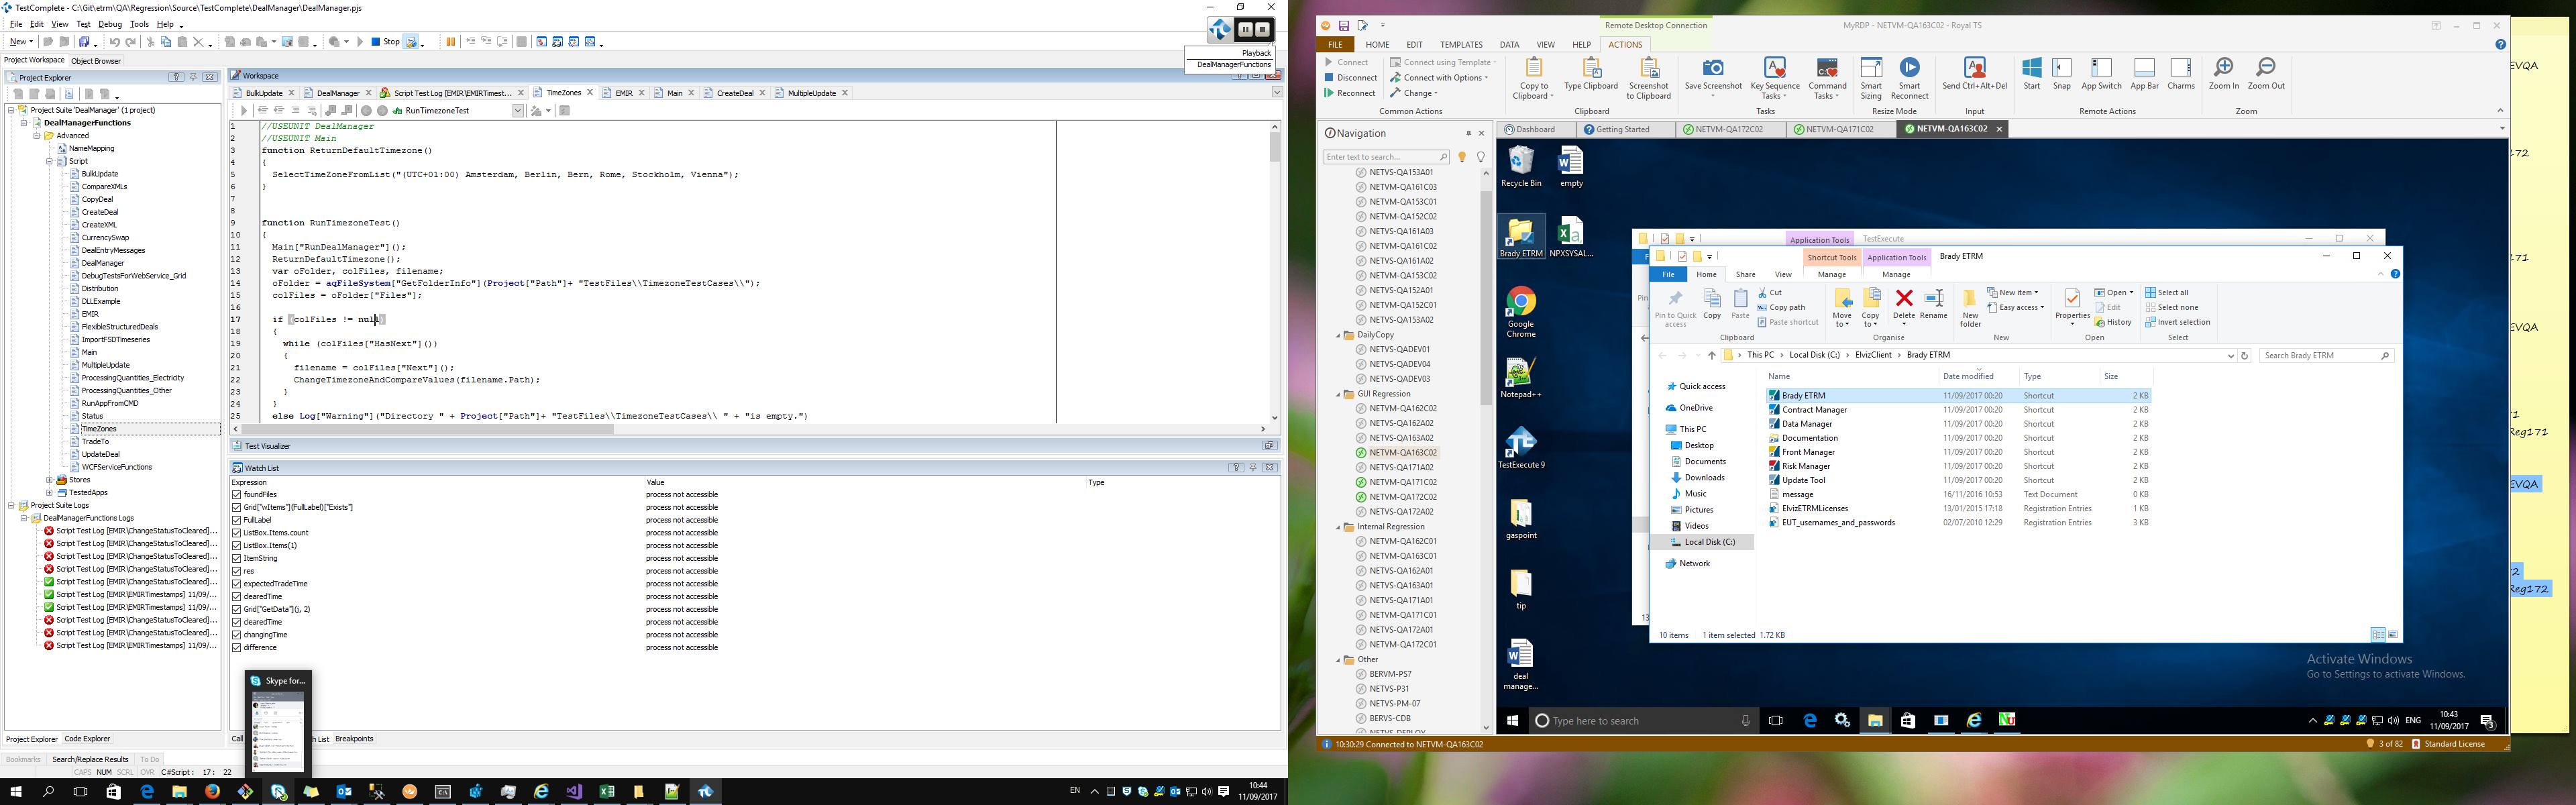 TestComplete - C:\Git\etrm\QA\Regression\Source\TestComplete\DealManager\DealManager.pjs
File Edit View Test Debug Tools Help
New
Stop
Playback
DealManagerFunctions
Project Workspace Object Browser
Project Explorer
Project Suite 'DealManager' (1 project)
DealManagerFunctions
Advanced
NameMapping
Script
BulkUpdate
CompareXMLs
CopyDeal
CreateDeal
CreateXML
CurrencySwap
DealEntryMessages
DealManager
DebugTestsForWebService_Grid
Distribution
DLLExample
EMIR
FlexibleStructuredDeals
ImportFSDTimeseries
Main
MultipleUpdate
ProcessingQuantities_Electricity
ProcessingQuantities_Other
RunAppFromCMD
Status
TimeZones
TradeTo
UpdateDeal
WCFServiceFunctions
Stores
TestedApps
Project Suite Logs
DealManagerFunctions Logs
Script Test Log [EMIR\ChangeStatusToCleared]...
Script Test Log [EMIR\ChangeStatusToCleared]...
Script Test Log [EMIR\ChangeStatusToCleared]...
Script Test Log [EMIR\ChangeStatusToCleared]...
Script Test Log [EMIR\ChangeStatusToCleared]...
Script Test Log [EMIR\EMIRTimestamps] 11/09/...
Script Test Log [EMIR\EMIRTimestamps] 11/09/...
Script Test Log [EMIR\ChangeStatusToCleared]...
Script Test Log [EMIR\ChangeStatusToCleared]...
Script Test Log [EMIR\EMIRTimestamps] 11/09/...
Project Explorer Code Explorer
Workspace
BulkUpdate DealManager Script Test Log [EMIR\EMIRTimest... TimeZones EMIR Main CreateDeal MultipleUpdate
RunTimezoneTest
1 //USEUNIT DealManager
2 //USEUNIT Main
3 function ReturnDefaultTimezone()
4 {
5 SelectTimeZoneFromList("(UTC+01:00) Amsterdam, Berlin, Bern, Rome, Stockholm, Vienna");
6 }
7
8
9 function RunTimezoneTest()
10 {
11 Main["RunDealManager"]();
12 ReturnDefaultTimezone();
13 var oFolder, colFiles, filename;
14 oFolder = aqFileSystem["GetFolderInfo"](Project["Path"]+ "TestFiles\\TimezoneTestCases\\");
15 colFiles = oFolder["Files"];
16
17 if (colFiles != null)
18 {
19 while (colFiles["HasNext"]())
20 {
21 filename = colFiles["Next"]();
22 ChangeTimezoneAndCompareValues(filename.Path);
23 }
24 }
25 else Log["Warning"]("Directory " + Project["Path"]+ "TestFiles\\TimezoneTestCases\\ " + "is empty.")
Test Visualizer
Watch List
Expression Value Type
foundFiles process not accessible
Grid["wItems"](FullLabel)["Exists"] process not accessible
FullLabel process not accessible
ListBox.Items.count process not accessible
ListBox.Items(1) process not accessible
ItemString process not accessible
res process not accessible
expectedTradeTime process not accessible
clearedTime process not accessible
Grid["GetData"](j, 2) process not accessible
clearedTime process not accessible
changingTime process not accessible
difference process not accessible
Skype for...
Call
h List Breakpoints
Bookmarks Search/Replace Results To Do
CAPS NUM SCRL OVR C#Script : 17 : 22
EN
10:44
11/09/2017
Remote Desktop Connection
MyRDP - NETVM-QA163C02 - Royal TS
FILE HOME EDIT TEMPLATES DATA VIEW HELP ACTIONS
Connect
Disconnect
Reconnect
Connect using Template
Connect with Options
Change
Common Actions
Copy to Clipboard
Type Clipboard
Screenshot to Clipboard
Clipboard
Save Screenshot
Key Sequence Tasks
Command Tasks
Tasks
Smart Sizing
Smart Reconnect
Resize Mode
Send Ctrl+Alt+Del
Input
Start Snap App Switch App Bar Charms
Remote Actions
Zoom In Zoom Out
Zoom
Navigation
Enter text to search...
NETVS-QA153A01
NETVM-QA161C03
NETVM-QA153C01
NETVM-QA152C02
NETVS-QA161A03
NETVM-QA161C02
NETVS-QA161A02
NETVM-QA153C02
NETVS-QA152A01
NETVM-QA152C01
NETVS-QA153A02
DailyCopy
NETVS-QADEV01
NETVS-QADEV04
NETVS-QADEV03
GUI Regression
NETVM-QA162C02
NETVS-QA162A02
NETVS-QA163A02
NETVM-QA163C02
NETVS-QA171A02
NETVM-QA171C02
NETVM-QA172C02
NETVS-QA172A02
Internal Regression
NETVM-QA162C01
NETVM-QA163C01
NETVS-QA162A01
NETVS-QA163A01
NETVS-QA171A01
NETVM-QA171C01
NETVS-QA172A01
NETVM-QA172C01
Other
BERVM-PS7
NETVS-P31
NETVS-PM-07
BERVS-CDB
NETVS-DEPLOY
Dashboard Getting Started NETVM-QA172C02 NETVM-QA171C02 NETVM-QA163C02
Recycle Bin
empty
Brady ETRM
NPXSYSAL...
Google Chrome
Notepad++
TestExecute 9
gaspoint
tip
deal manage...
Application Tools TestExecute
Shortcut Tools Application Tools Brady ETRM
File Home Share View Manage Manage
Pin to Quick access
Copy
Paste
Cut
Copy path
Paste shortcut
Clipboard
Move to
Copy to
Delete
Rename
Organise
New folder
New item
Easy access
New
Properties
Open
Edit
History
Open
Select all
Select none
Invert selection
Select
This PC > Local Disk (C:) > ElvizClient > Brady ETRM
Search Brady ETRM
Quick access
OneDrive
This PC
Desktop
Documents
Downloads
Music
Pictures
Videos
Local Disk (C:)
Network
Name Date modified Type Size
Brady ETRM 11/09/2017 00:20 Shortcut 2 KB
Contract Manager 11/09/2017 00:20 Shortcut 2 KB
Data Manager 11/09/2017 00:20 Shortcut 2 KB
Documentation 11/09/2017 00:20 Shortcut 2 KB
Front Manager 11/09/2017 00:20 Shortcut 2 KB
Risk Manager 11/09/2017 00:20 Shortcut 2 KB
Update Tool 11/09/2017 00:20 Shortcut 2 KB
message 16/11/2016 10:53 Text Document 0 KB
ElvizETRMLicenses 13/01/2015 17:18 Registration Entries 1 KB
EUT_usernames_and_passwords 02/07/2010 12:29 Registration Entries 3 KB
10 items 1 item selected 1.72 KB
13
Activate Windows
Go to Settings to activate Windows.
Type here to search
ENG
10:43
11/09/2017
10:30:29 Connected to NETVM-QA163C02
3 of 82 Standard License
EVQA
172
171
EVQA
Reg171
EVQA
Reg172